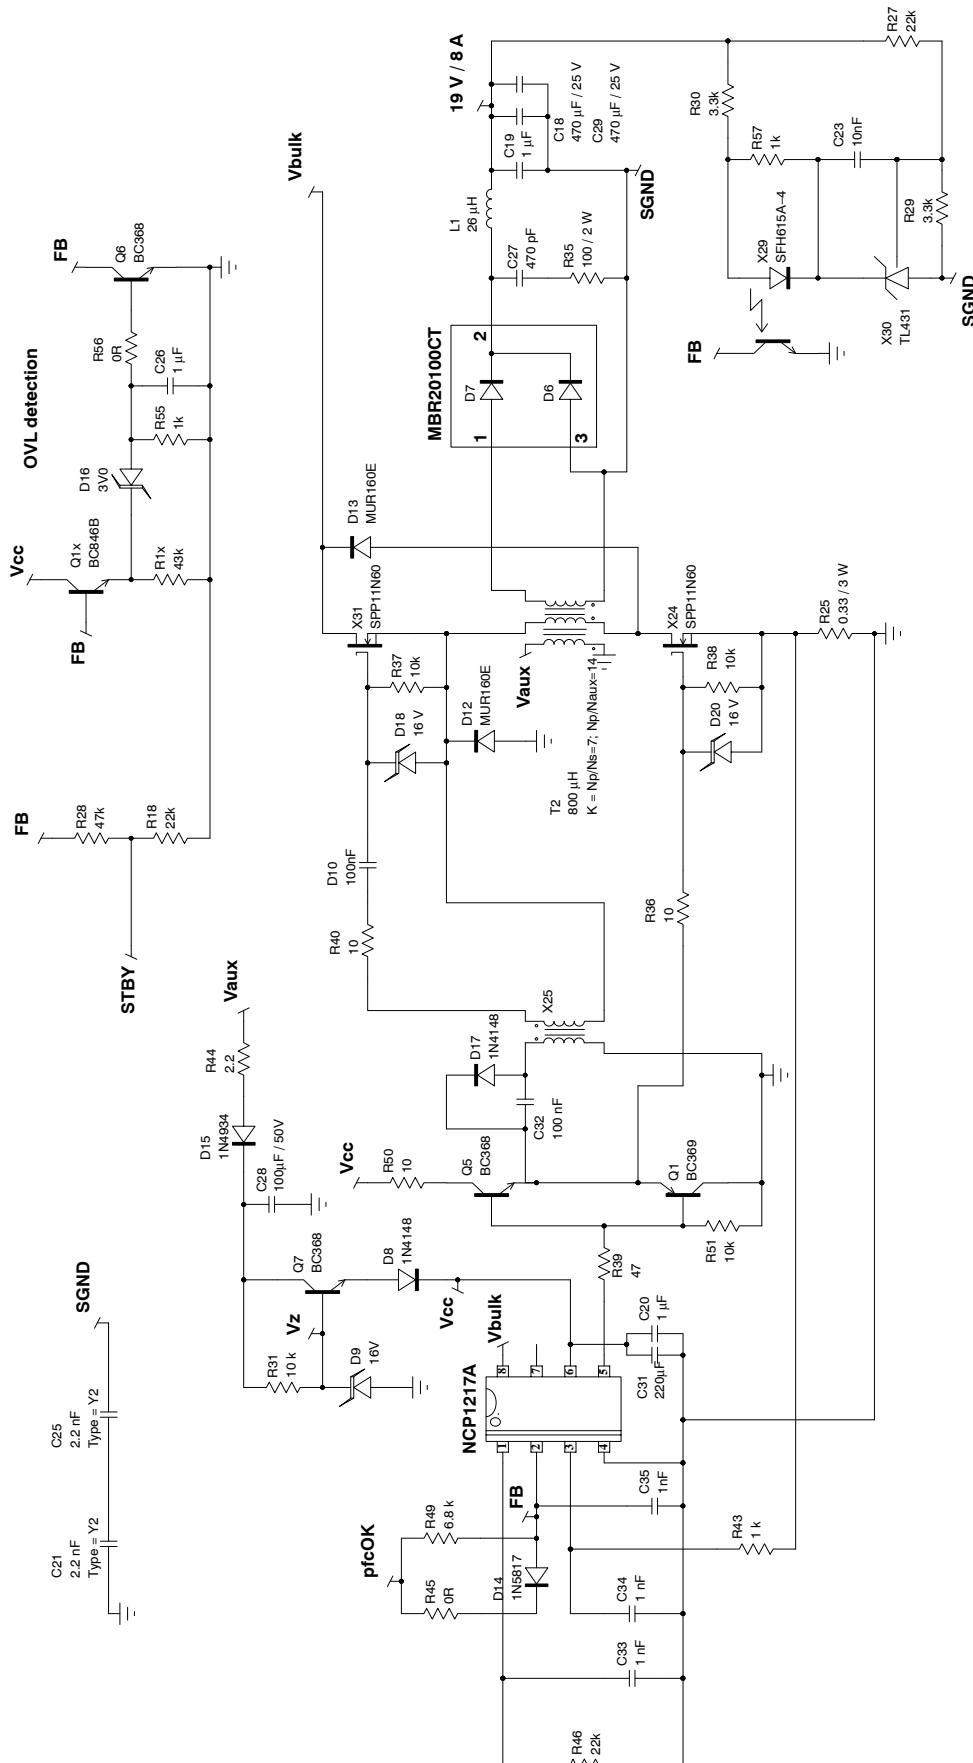 C21
2.2 nF
Type = Y2
C25
2.2 nF
Type = Y2
SGND
R31
10 k
D9
16V
Vz
Q7
BC368
D8
1N4148
Vcc
C28
100µF / 50V
D15
1N4934
R44
2.2
Vaux
STBY
FB
R28
47k
R18
22k
OVL detection
FB
Vcc
Q1x
BC846B
R1x
43k
D16
3V0
R55
1k
C26
1 µF
R56
0R
FB
Q6
BC368
pfcOK
R45
0R
R49
6.8 k
D14
1N5817
FB
NCP1217A
1
2
3
4
5
6
7
8
Vbulk
C33
1 nF
C34
1 nF
C35
1nF
R46
22k
R43
1 k
C31
220µF
C20
1 µF
R39
47
R51
10k
Vcc
R50
10
Q5
BC368
Q1
BC369
C32
100 nF
D17
1N4148
X25
R40
10
D10
100nF
R36
10
D18
16 V
R37
10k
D12
MUR160E
X31
SPP11N60
D13
MUR160E
Vbulk
T2
800 µH
K = Np/Ns=7; Np/Naux=14
Vaux
X24
SPP11N60
D20
16 V
R38
10k
R25
0.33 / 3 W
MBR20100CT
1
2
3
D7
D6
C27
470 pF
R35
100 / 2 W
L1
26 µH
C19
1 µF
C18
470 µF / 25 V
C29
470 µF / 25 V
19 V / 8 A
SGND
FB
X29
SFH615A-4
X30
TL431
R30
3.3k
R57
1k
C23
10nF
R29
3.3k
R27
22k
SGND